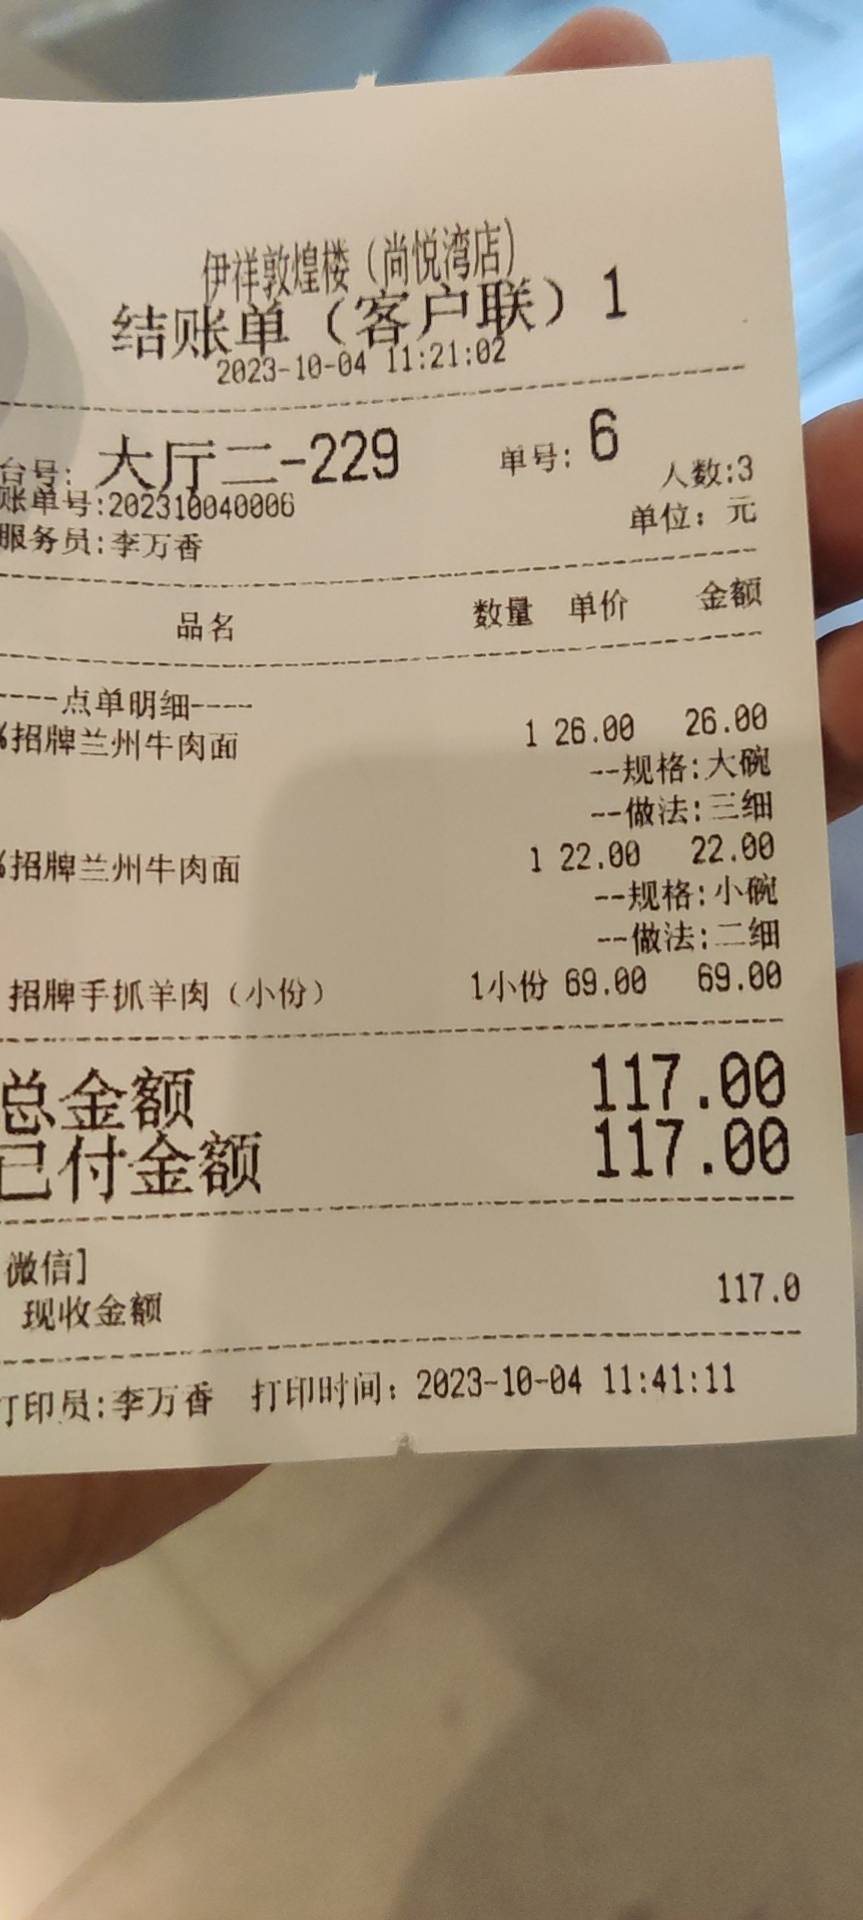 伊祥敦煌楼（尚悦湾店）
结账单（客户联）1
2023-10-04 11:21:02
台号: 大厅二-229 单号: 6 人数:3
账单号:202310040006 单位: 元
服务员:李万香
品名 数量 单价 金额
----点单明细----
%招牌兰州牛肉面 1 26.00 26.00
--规格:大碗
--做法:三细
%招牌兰州牛肉面 1 22.00 22.00
--规格:小碗
--做法:二细
招牌手抓羊肉（小份） 1小份 69.00 69.00
总金额 117.00
已付金额 117.00
微信]
现收金额 117.0
打印员:李万香 打印时间: 2023-10-04 11:41:11